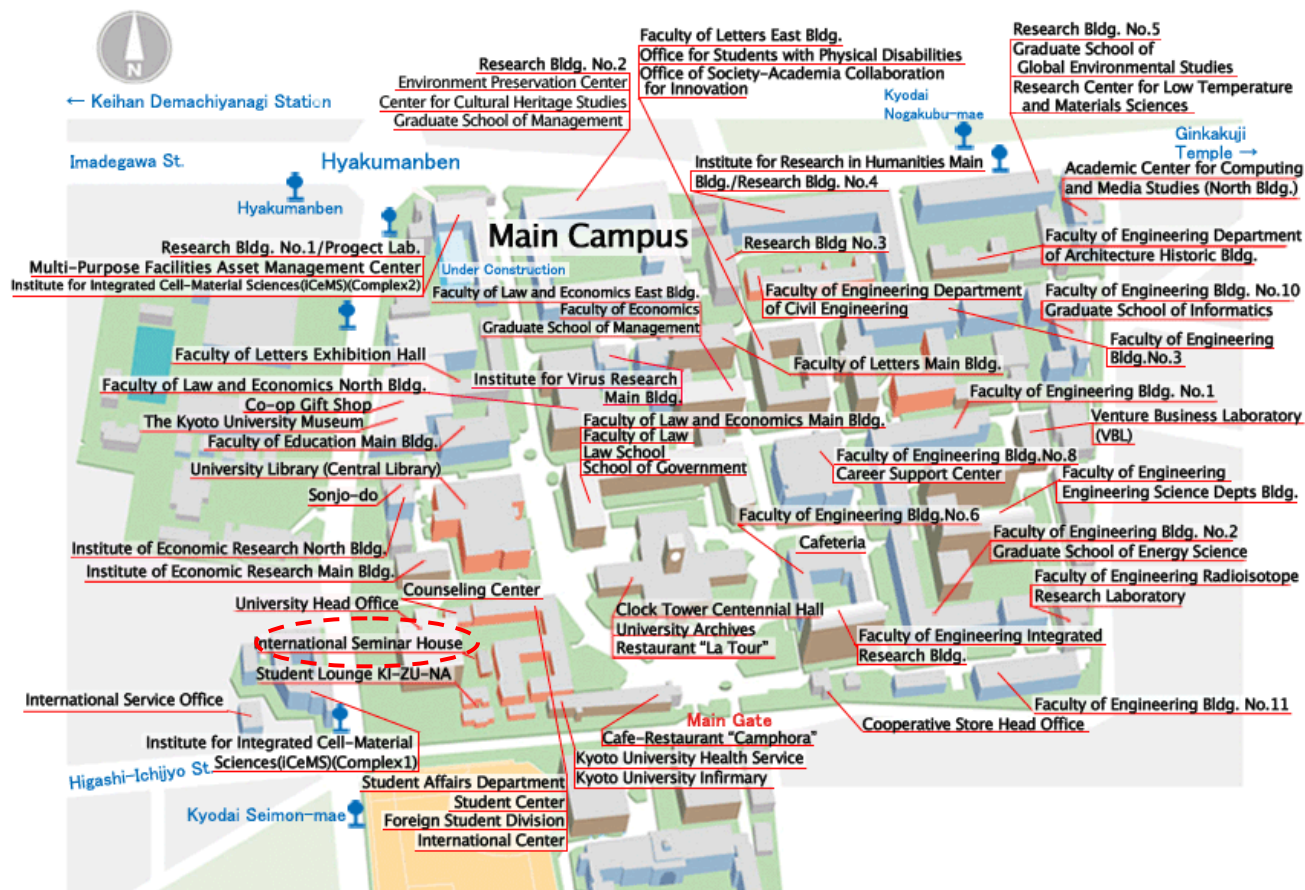 N
← Keihan Demachiyanagi Station
Imadegawa St.
Hyakumanben
Hyakumanben
Research Bldg. No.2
Environment Preservation Center
Center for Cultural Heritage Studies
Graduate School of Management
Faculty of Letters East Bldg.
Office for Students with Physical Disabilities
Office of Society-Academia Collaboration
for Innovation
Kyodai
Nogakubu-mae
Research Bldg. No.5
Graduate School of
Global Environmental Studies
Research Center for Low Temperature
and Materials Sciences
Ginkakuji
Temple →
Institute for Research in Humanities Main
Bldg./Research Bldg. No.4
Academic Center for Computing
and Media Studies (North Bldg.)
Main Campus
Research Bldg No.3
Faculty of Engineering Department
of Architecture Historic Bldg.
Research Bldg. No.1/Progect Lab.
Multi-Purpose Facilities Asset Management Center
Institute for Integrated Cell-Material Sciences(iCeMS)(Complex2)
Under Construction
Faculty of Law and Economics East Bldg.
Faculty of Economics
Graduate School of Management
Faculty of Engineering Department
of Civil Engineering
Faculty of Engineering Bldg. No.10
Graduate School of Informatics
Faculty of Engineering
Bldg.No.3
Faculty of Letters Exhibition Hall
Institute for Virus Research
Main Bldg.
Faculty of Letters Main Bldg.
Faculty of Law and Economics North Bldg.
Co-op Gift Shop
The Kyoto University Museum
Faculty of Education Main Bldg.
Faculty of Law and Economics Main Bldg.
Faculty of Law
Law School
School of Government
Faculty of Engineering Bldg. No.1
Venture Business Laboratory
(VBL)
University Library (Central Library)
Sonjo-do
Faculty of Engineering Bldg.No.8
Career Support Center
Faculty of Engineering
Engineering Science Depts Bldg.
Faculty of Engineering Bldg.No.6
Cafeteria
Faculty of Engineering Bldg. No.2
Graduate School of Energy Science
Institute of Economic Research North Bldg.
Institute of Economic Research Main Bldg.
Counseling Center
University Head Office
Faculty of Engineering Radioisotope
Research Laboratory
Clock Tower Centennial Hall
University Archives
Restaurant "La Tour"
Faculty of Engineering Integrated
Research Bldg.
International Seminar House
Student Lounge KI-ZU-NA
International Service Office
Faculty of Engineering Bldg. No.11
Cooperative Store Head Office
Main Gate
Cafe-Restaurant "Camphora"
Kyoto University Health Service
Kyoto University Infirmary
Institute for Integrated Cell-Material
Sciences(iCeMS)(Complex1)
Higashi-Ichijyo St.
Student Affairs Department
Student Center
Foreign Student Division
International Center
Kyodai Seimon-mae